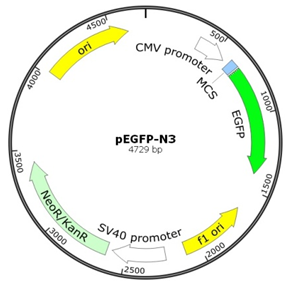 pEGFP-N3
4729 bp
500
1000
1500
2000
2500
3000
3500
4000
4500
CMV promoter
MCS
EGFP
f1 ori
SV40 promoter
NeoR/KanR
ori